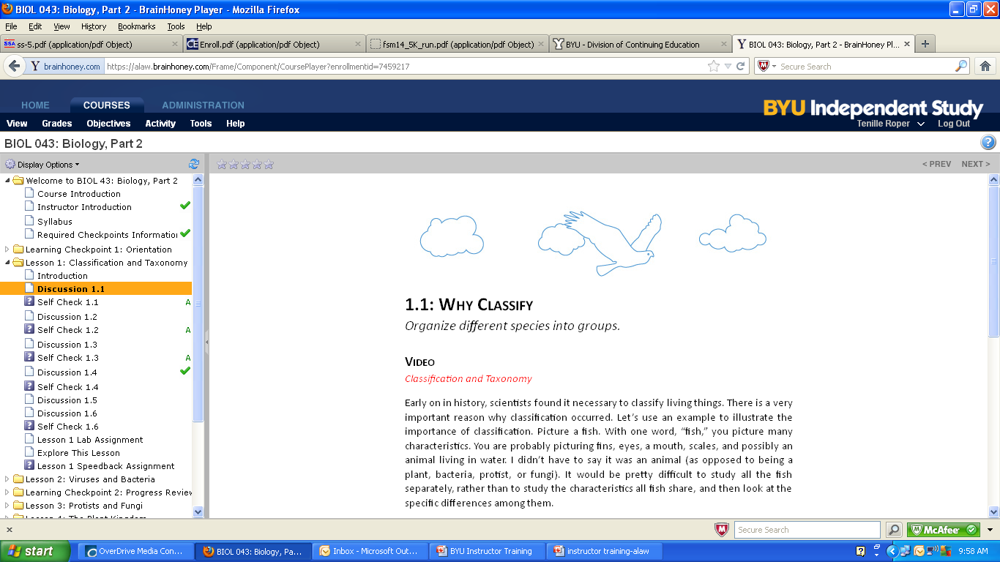 BIOL 043: Biology, Part 2 - BrainHoney Player - Mozilla Firefox
File Edit View History Bookmarks Tools Help
SSA ss-5.pdf (application/pdf Object) × CE Enroll.pdf (application/pdf Object) × fsm14_5K_run.pdf (application/pdf Object) × Y BYU - Division of Continuing Education × Y BIOL 043: Biology, Part 2 - BrainHoney Pl... × +
Y brainhoney.com https://alaw.brainhoney.com/Frame/Component/CoursePlayer?enrollmentid=7459217 Secure Search
HOME COURSES ADMINISTRATION
BYU Independent Study
View Grades Objectives Activity Tools Help
Tenille Roper Log Out
BIOL 043: Biology, Part 2 ?
Display Options
< PREV NEXT >
Welcome to BIOL 43: Biology, Part 2
Course Introduction
Instructor Introduction
Syllabus
Required Checkpoints Information
Learning Checkpoint 1: Orientation
Lesson 1: Classification and Taxonomy
Introduction
Discussion 1.1
? Self Check 1.1 A
Discussion 1.2
? Self Check 1.2 A
Discussion 1.3
? Self Check 1.3 A
Discussion 1.4
? Self Check 1.4
Discussion 1.5
Discussion 1.6
? Self Check 1.6
Lesson 1 Lab Assignment
Explore This Lesson
? Lesson 1 Speedback Assignment
Lesson 2: Viruses and Bacteria
Learning Checkpoint 2: Progress Review
Lesson 3: Protists and Fungi
Lesson 4: The Plant Kingdom
1.1: WHY CLASSIFY
Organize different species into groups.
VIDEO
Classification and Taxonomy
Early on in history, scientists found it necessary to classify living things. There is a very
important reason why classification occurred. Let's use an example to illustrate the
importance of classification. Picture a fish. With one word, “fish,” you picture many
characteristics. You are probably picturing fins, eyes, a mouth, scales, and possibly an
animal living in water. I didn't have to say it was an animal (as opposed to being a
plant, bacteria, protist, or fungi). It would be pretty difficult to study all the fish
separately, rather than to study the characteristics all fish share, and then look at the
specific differences among them.
× Secure Search McAfee
start OverDrive Media Con... BIOL 043: Biology, Pa... Inbox - Microsoft Out... BYU Instructor Training instructor training-alaw ? 9:58 AM